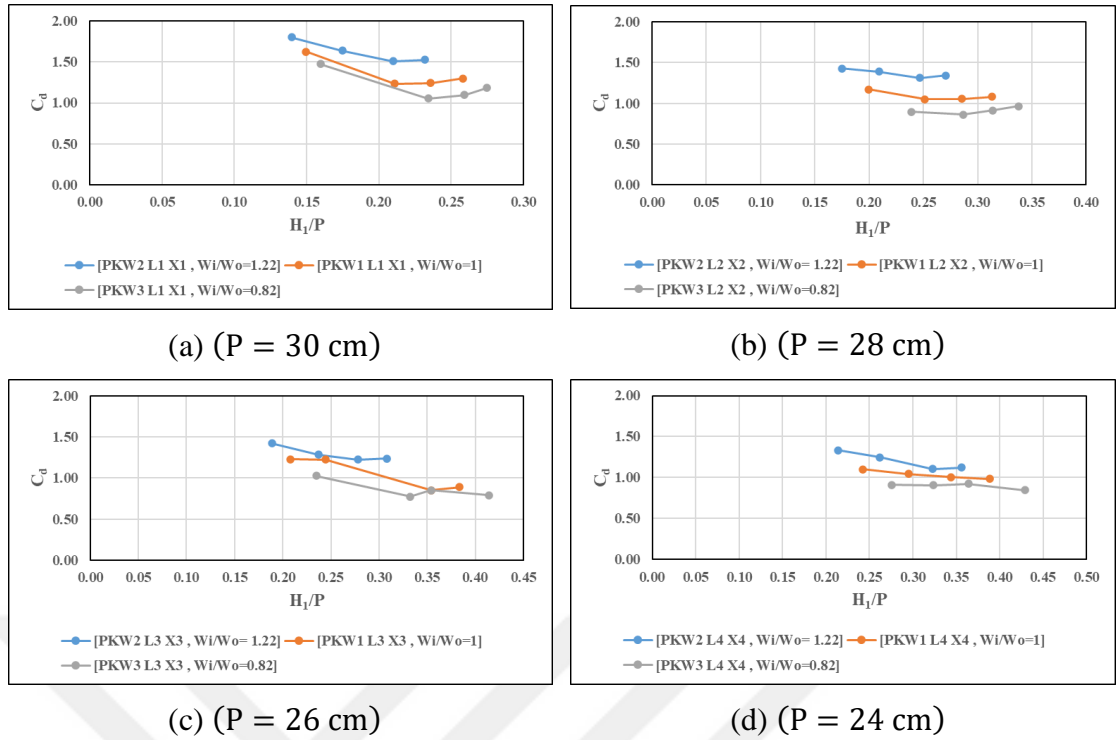 2.00
1.50
1.00
0.50
0.00
C_d
0.00 0.05 0.10 0.15 0.20 0.25 0.30
H₁/P
[PKW2 L1 X1 , Wi/Wo=1.22] [PKW1 L1 X1 , Wi/Wo=1]
[PKW3 L1 X1 , Wi/Wo=0.82]
(a) (P = 30 cm)
2.00
1.50
1.00
0.50
0.00
C_d
0.00 0.05 0.10 0.15 0.20 0.25 0.30 0.35 0.40
H₁/P
[PKW2 L2 X2 , Wi/Wo= 1.22] [PKW1 L2 X2 , Wi/Wo=1]
[PKW3 L2 X2 , Wi/Wo=0.82]
(b) (P = 28 cm)
2.00
1.50
1.00
0.50
0.00
C_d
0.00 0.05 0.10 0.15 0.20 0.25 0.30 0.35 0.40 0.45
H₁/P
[PKW2 L3 X3 , Wi/Wo= 1.22] [PKW1 L3 X3 , Wi/Wo=1]
[PKW3 L3 X3 , Wi/Wo=0.82]
(c) (P = 26 cm)
2.00
1.50
1.00
0.50
0.00
C_d
0.00 0.05 0.10 0.15 0.20 0.25 0.30 0.35 0.40 0.45 0.50
H₁/P
[PKW2 L4 X4 , Wi/Wo= 1.22] [PKW1 L4 X4 , Wi/Wo=1]
[PKW3 L4 X4 , Wi/Wo=0.82]
(d) (P = 24 cm)